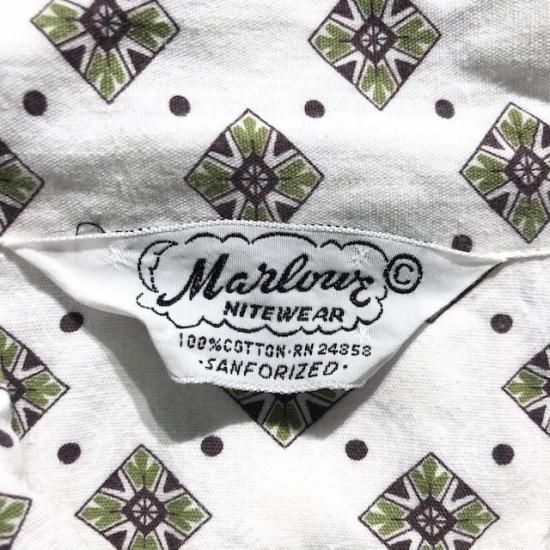 Marlowe ©
NITEWEAR
100% COTTON · RN 24858
· SANFORIZED ·